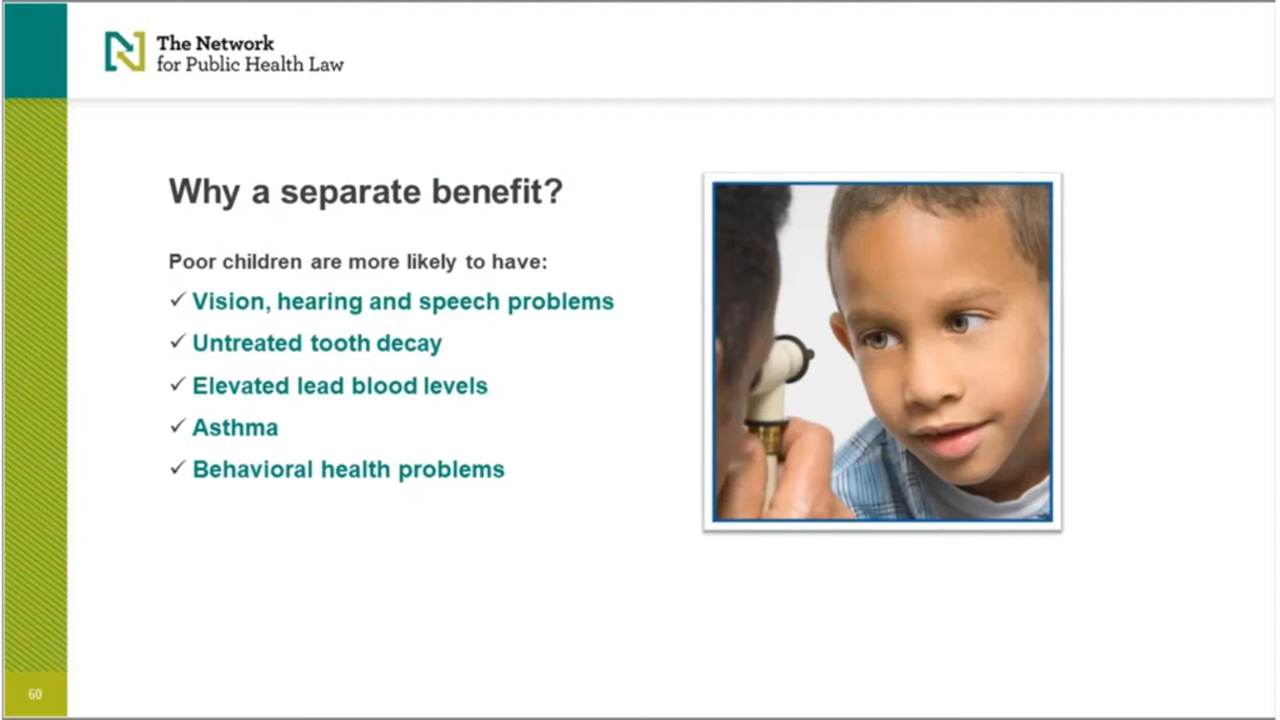 The Network
for Public Health Law
Why a separate benefit?
Poor children are more likely to have:
✓ Vision, hearing and speech problems
✓ Untreated tooth decay
✓ Elevated lead blood levels
✓ Asthma
✓ Behavioral health problems
60